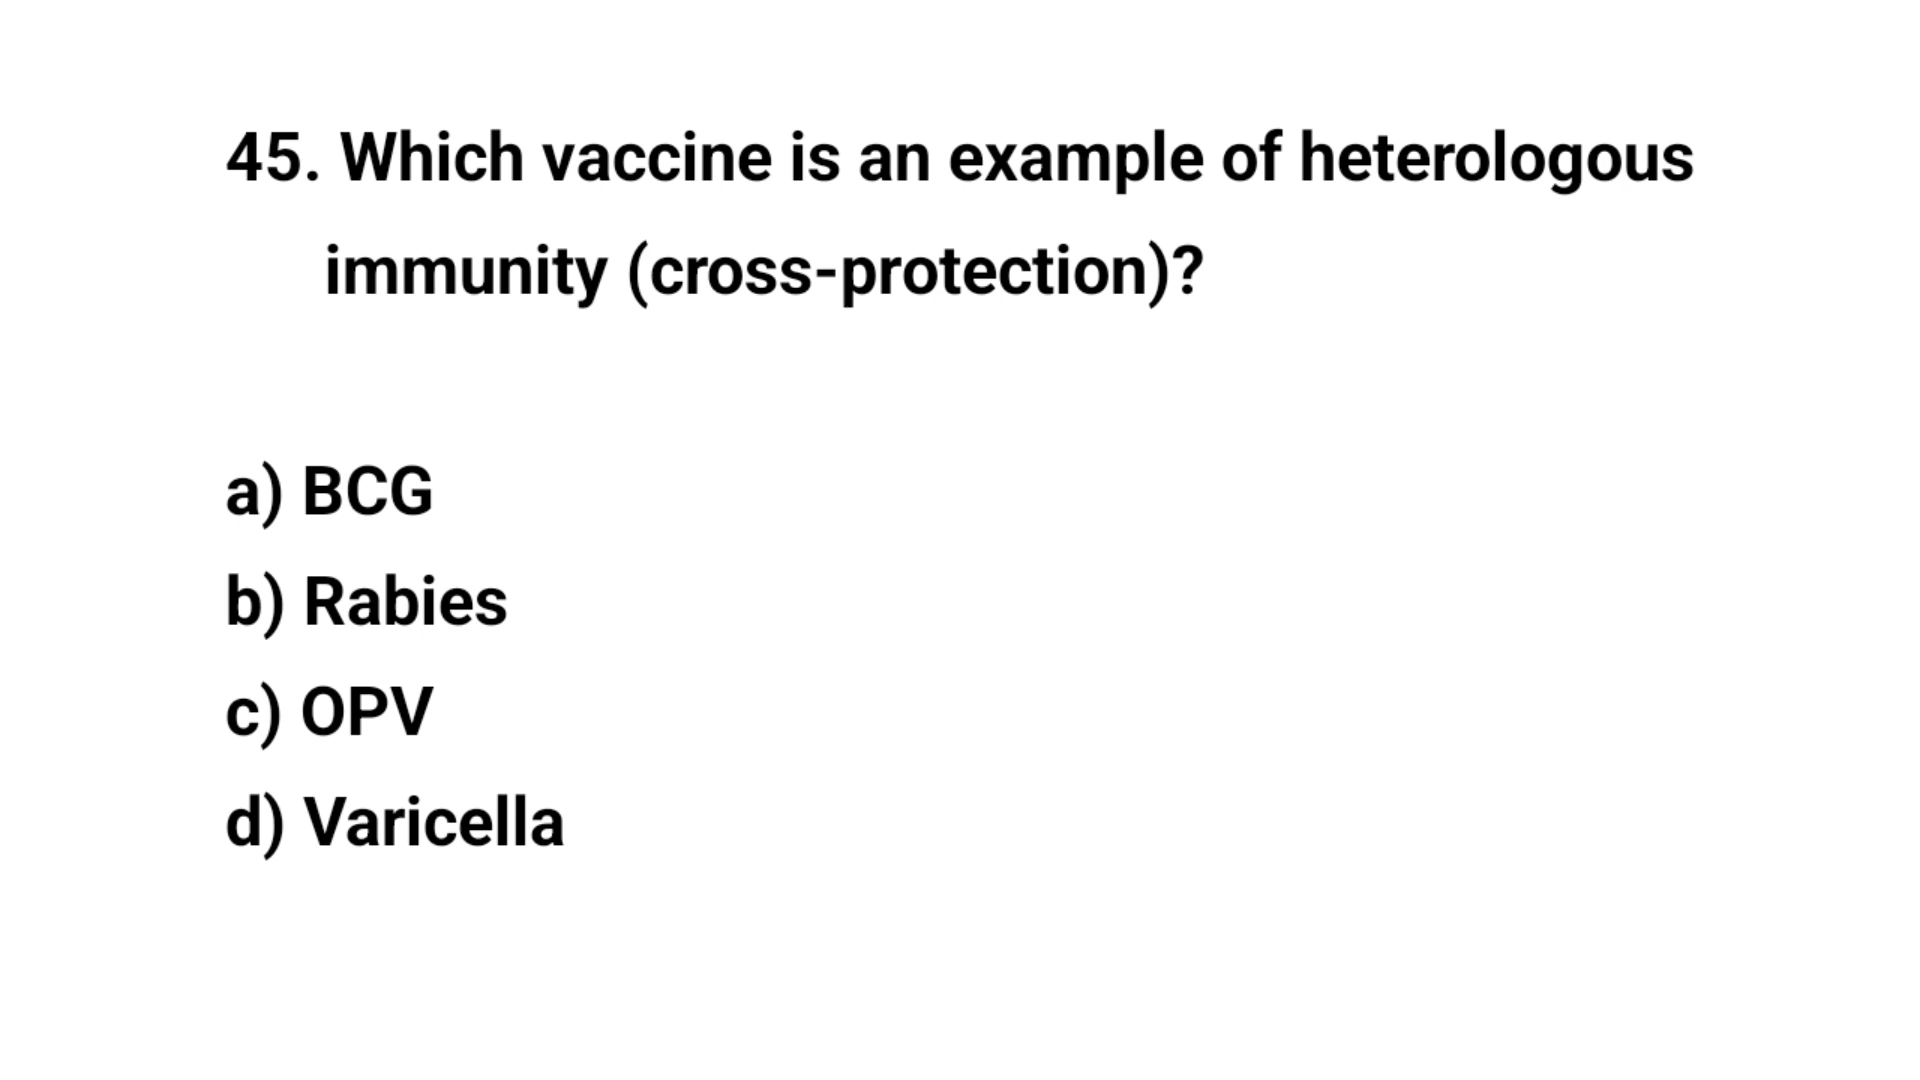 45. Which vaccine is an example of heterologous
immunity (cross-protection)?
a) BCG
b) Rabies
c) OPV
d) Varicella